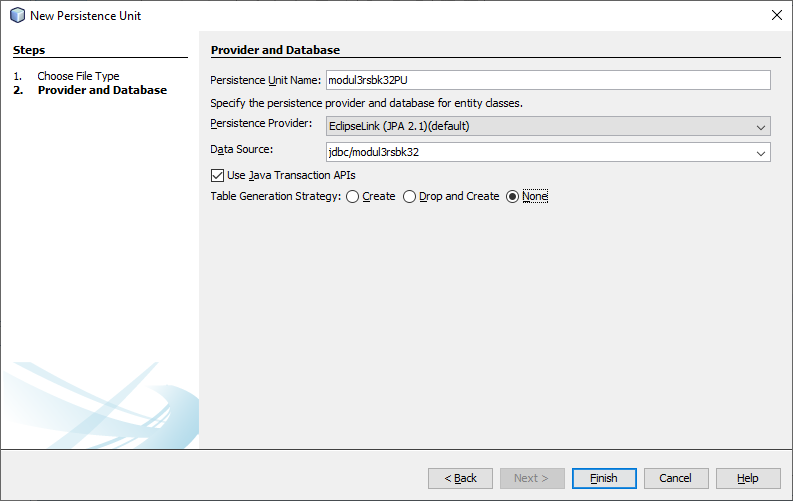 New Persistence Unit
Steps
1. Choose File Type
2. Provider and Database
Provider and Database
Persistence Unit Name: modul3rsbk32PU
Specify the persistence provider and database for entity classes.
Persistence Provider: EclipseLink (JPA 2.1)(default)
Data Source: jdbc/modul3rsbk32
Use Java Transaction APIs
Table Generation Strategy: Create Drop and Create None
< Back Next > Finish Cancel Help